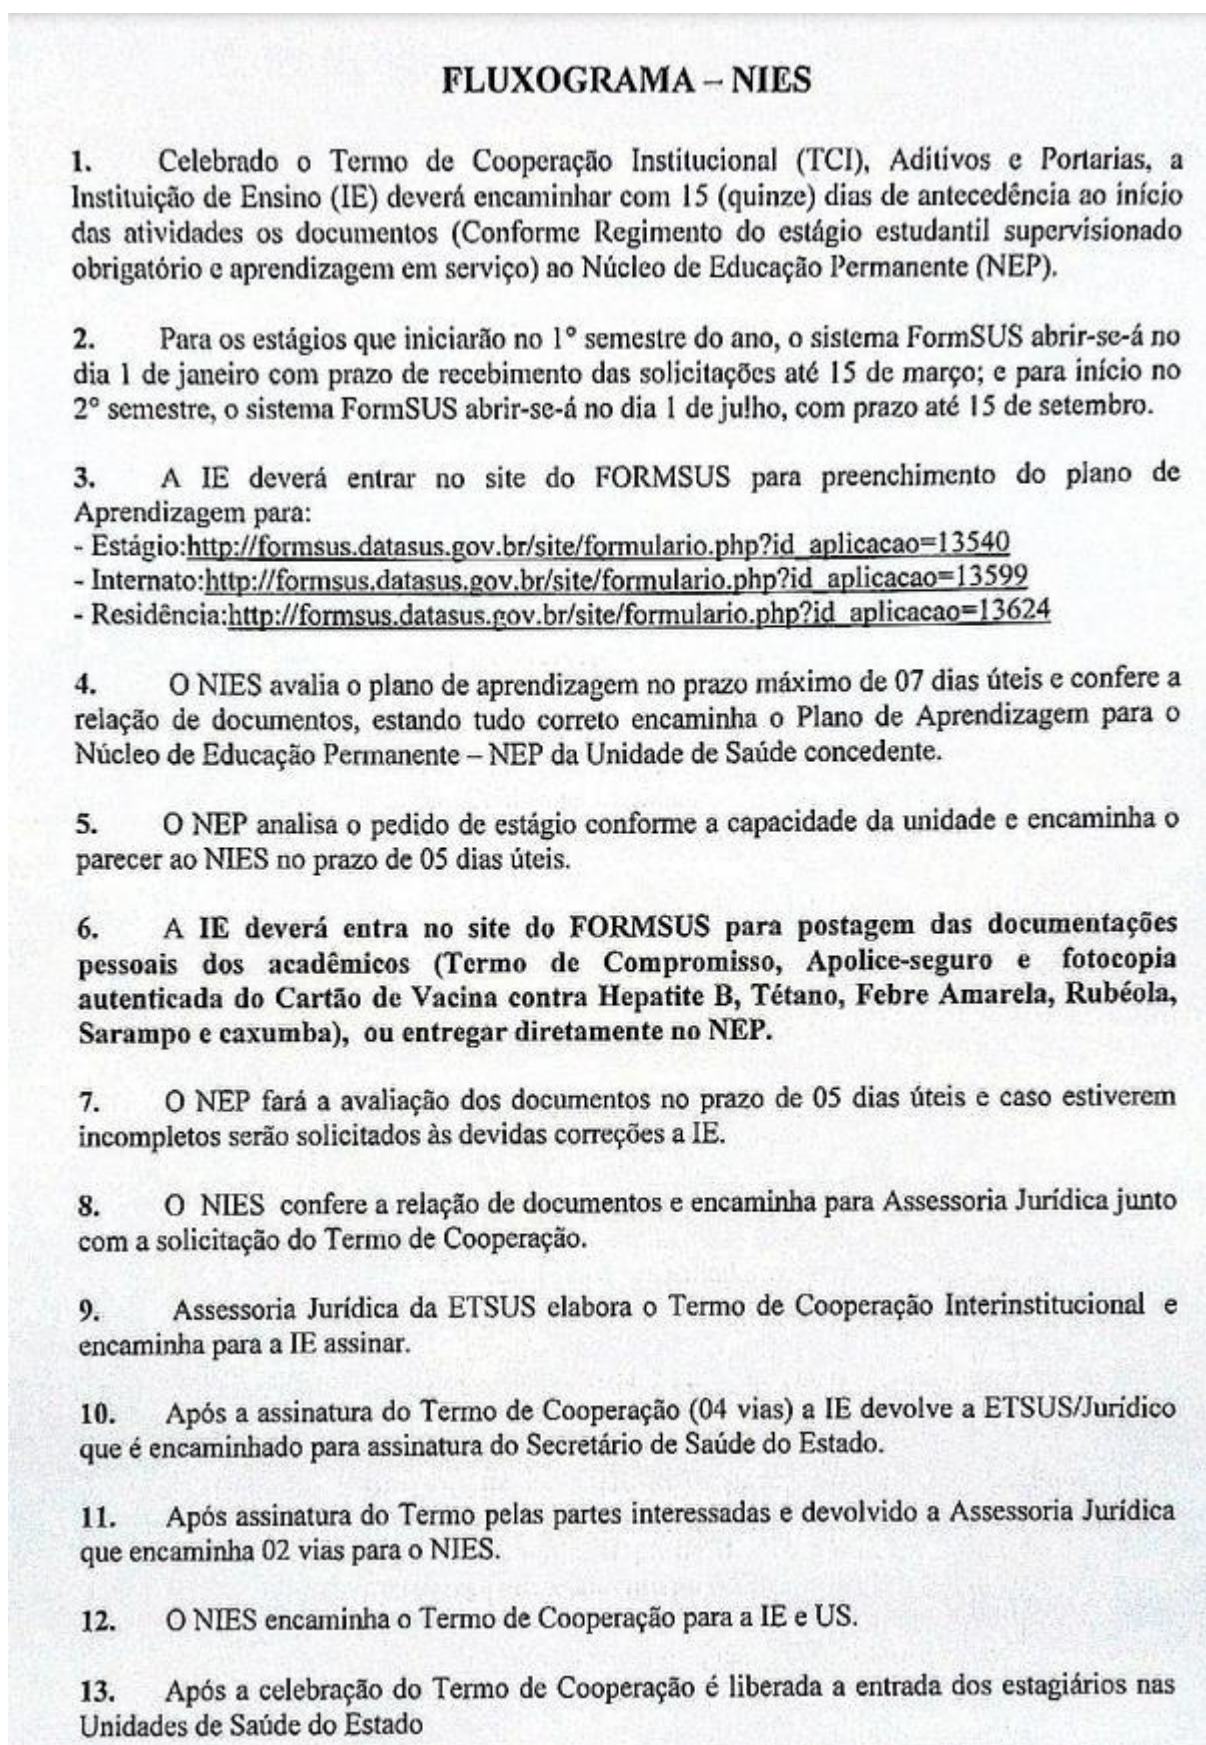 FLUXOGRAMA – NIES
1. Celebrado o Termo de Cooperação Institucional (TCI), Aditivos e Portarias, a
Instituição de Ensino (IE) deverá encaminhar com 15 (quinze) dias de antecedência ao início
das atividades os documentos (Conforme Regimento do estágio estudantil supervisionado
obrigatório e aprendizagem em serviço) ao Núcleo de Educação Permanente (NEP).
2. Para os estágios que iniciarão no 1º semestre do ano, o sistema FormSUS abrir-se-á no
dia 1 de janeiro com prazo de recebimento das solicitações até 15 de março; e para início no
2º semestre, o sistema FormSUS abrir-se-á no dia 1 de julho, com prazo até 15 de setembro.
3. A IE deverá entrar no site do FORMSUS para preenchimento do plano de
Aprendizagem para:
- Estágio:http://formsus.datasus.gov.br/site/formulario.php?id_aplicacao=13540
- Internato:http://formsus.datasus.gov.br/site/formulario.php?id_aplicacao=13599
- Residência:http://formsus.datasus.gov.br/site/formulario.php?id_aplicacao=13624
4. O NIES avalia o plano de aprendizagem no prazo máximo de 07 dias úteis e confere a
relação de documentos, estando tudo correto encaminha o Plano de Aprendizagem para o
Núcleo de Educação Permanente – NEP da Unidade de Saúde concedente.
5. O NEP analisa o pedido de estágio conforme a capacidade da unidade e encaminha o
parecer ao NIES no prazo de 05 dias úteis.
6. A IE deverá entra no site do FORMSUS para postagem das documentações
pessoais dos acadêmicos (Termo de Compromisso, Apolice-seguro e fotocopia
autenticada do Cartão de Vacina contra Hepatite B, Tétano, Febre Amarela, Rubéola,
Sarampo e caxumba), ou entregar diretamente no NEP.
7. O NEP fará a avaliação dos documentos no prazo de 05 dias úteis e caso estiverem
incompletos serão solicitados às devidas correções a IE.
8. O NIES confere a relação de documentos e encaminha para Assessoria Jurídica junto
com a solicitação do Termo de Cooperação.
9. Assessoria Jurídica da ETSUS elabora o Termo de Cooperação Interinstitucional e
encaminha para a IE assinar.
10. Após a assinatura do Termo de Cooperação (04 vias) a IE devolve a ETSUS/Jurídico
que é encaminhado para assinatura do Secretário de Saúde do Estado.
11. Após assinatura do Termo pelas partes interessadas e devolvido a Assessoria Jurídica
que encaminha 02 vias para o NIES.
12. O NIES encaminha o Termo de Cooperação para a IE e US.
13. Após a celebração do Termo de Cooperação é liberada a entrada dos estagiários nas
Unidades de Saúde do Estado